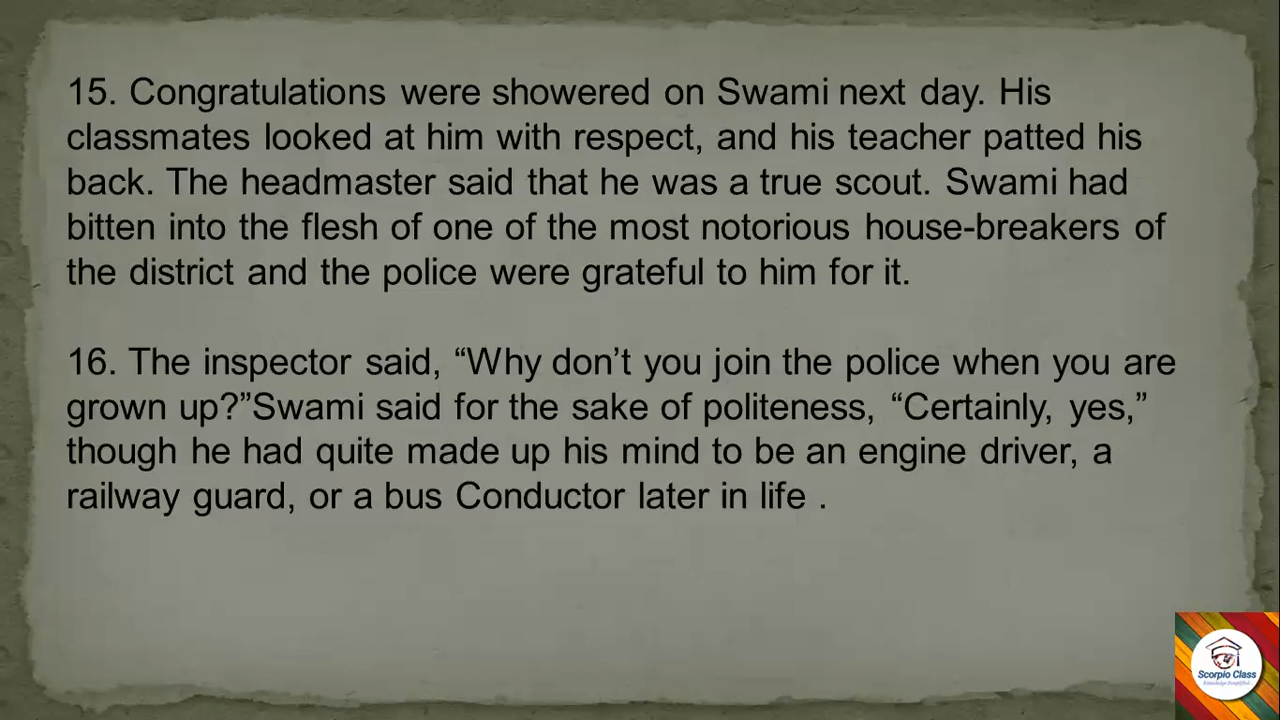 15. Congratulations were showered on Swami next day. His
classmates looked at him with respect, and his teacher patted his
back. The headmaster said that he was a true scout. Swami had
bitten into the flesh of one of the most notorious house-breakers of
the district and the police were grateful to him for it.
16. The inspector said, “Why don’t you join the police when you are
grown up?”Swami said for the sake of politeness, “Certainly, yes,”
though he had quite made up his mind to be an engine driver, a
railway guard, or a bus Conductor later in life .
Scorpio Class
Knowledge Simplified..